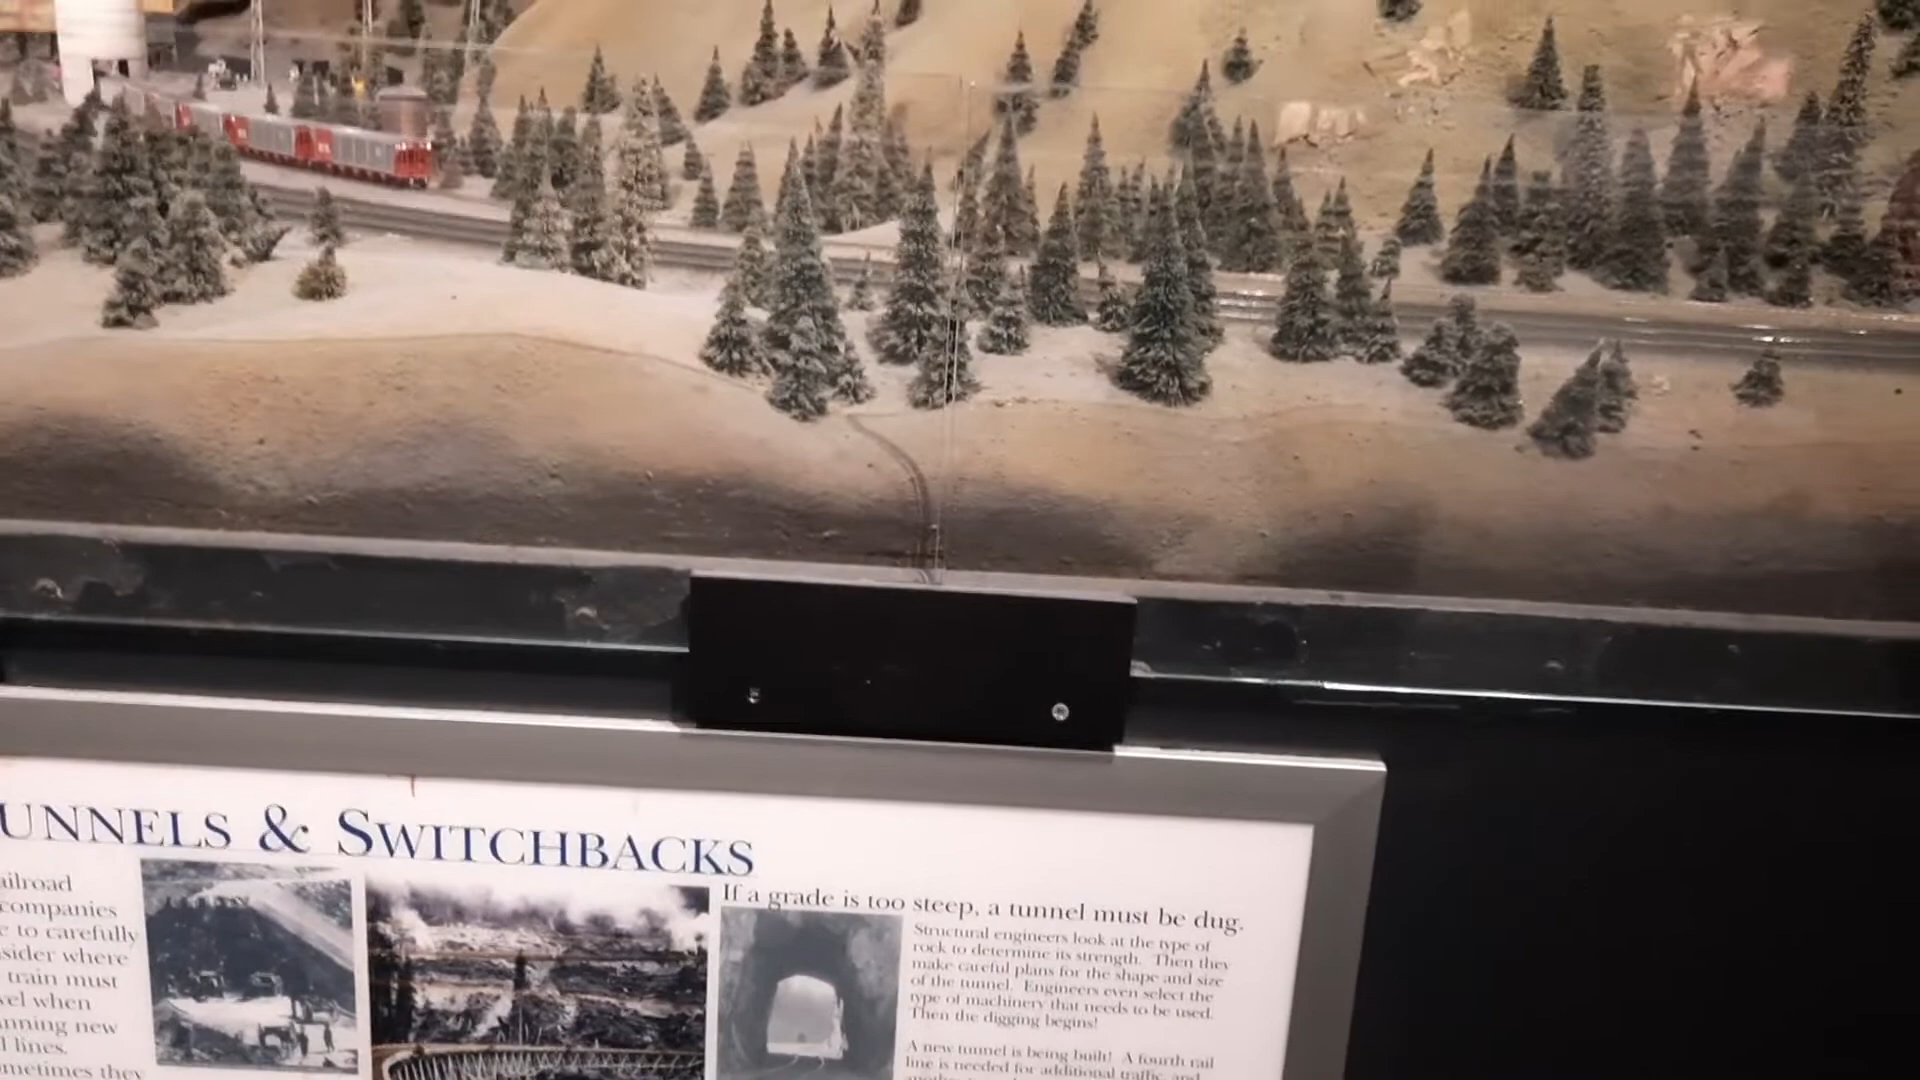 UNNELS & SWITCHBACKS
ailroad
companies
e to carefully
sider where
train must
vel when
anning new
l lines.
ometimes they
If a grade is too steep, a tunnel must be dug.
Structural engineers look at the type of
rock to determine its strength. Then they
make careful plans for the shape and size
of the tunnel. Engineers even select the
type of machinery that needs to be used.
Then the digging begins!
A new tunnel is being built! A fourth rail
line is needed for additional traffic, and